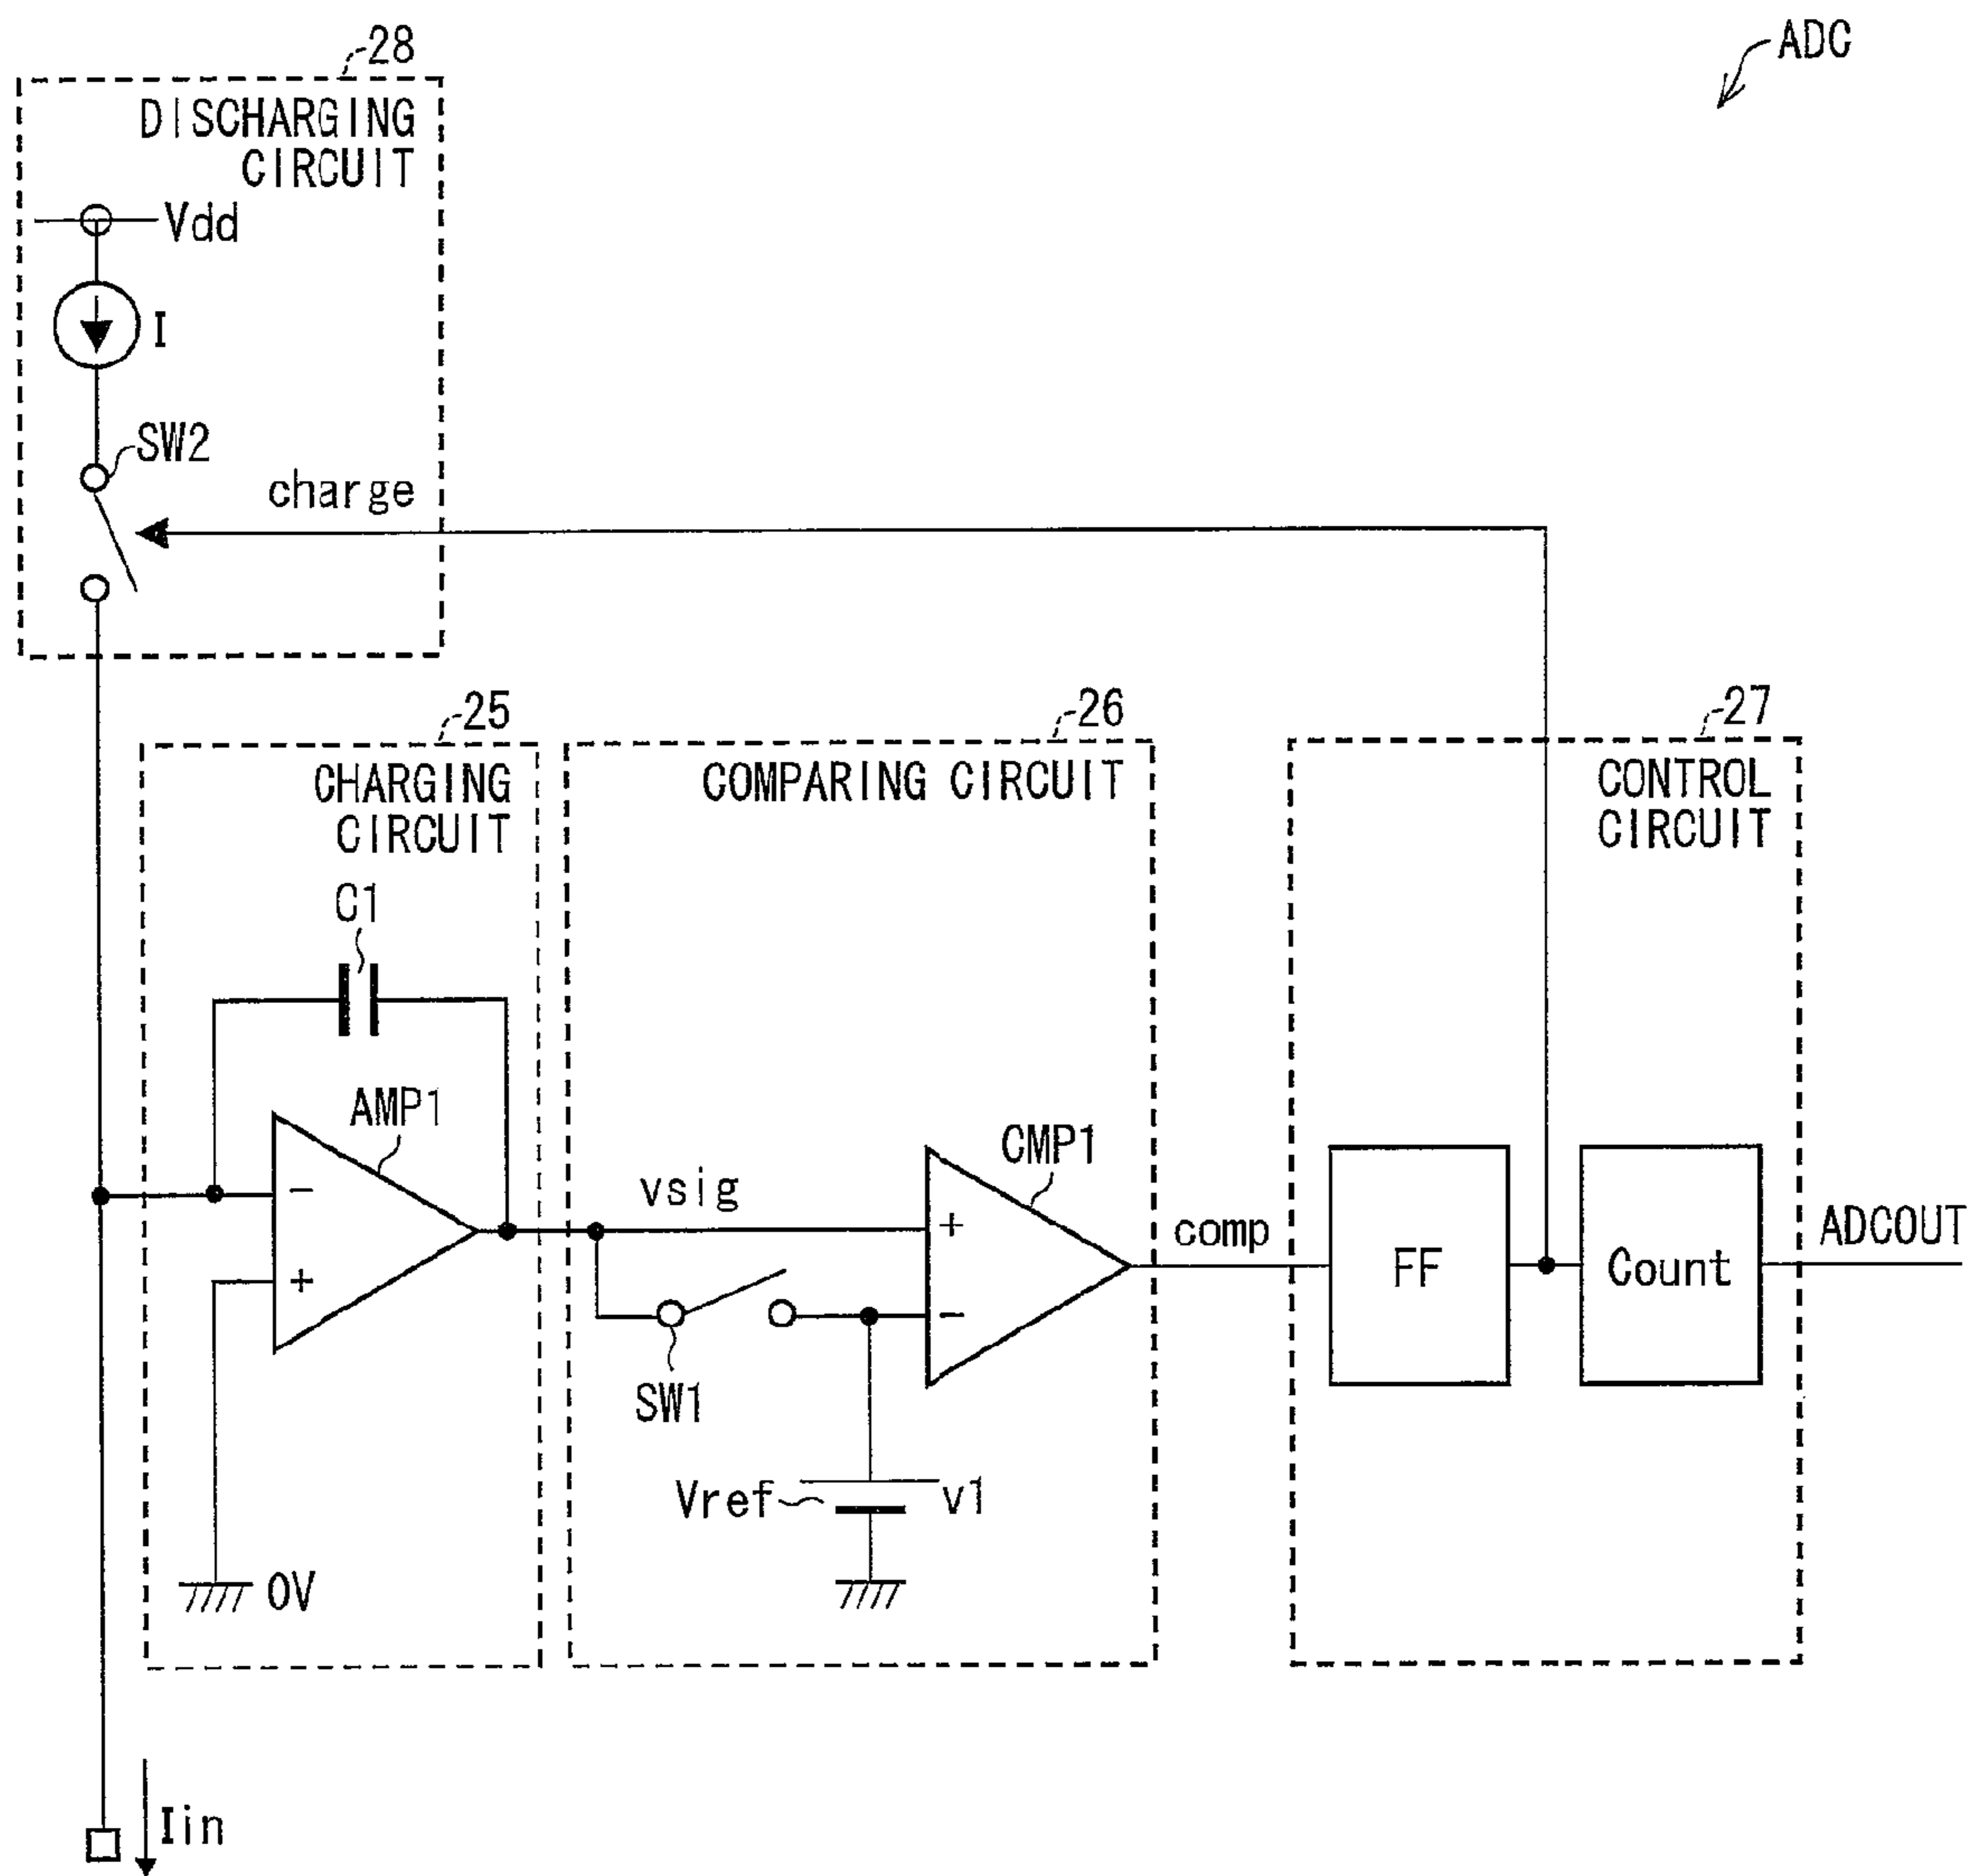 ADC
28
DISCHARGING
CIRCUIT
Vdd
I
SW2
charge
25
26
27
CHARGING
CIRCUIT
COMPARING CIRCUIT
CONTROL
CIRCUIT
C1
AMP1
-
+
0V
vsig
SW1
CMP1
+
-
Vref
v1
comp
FF
Count
ADCOUT
Iin